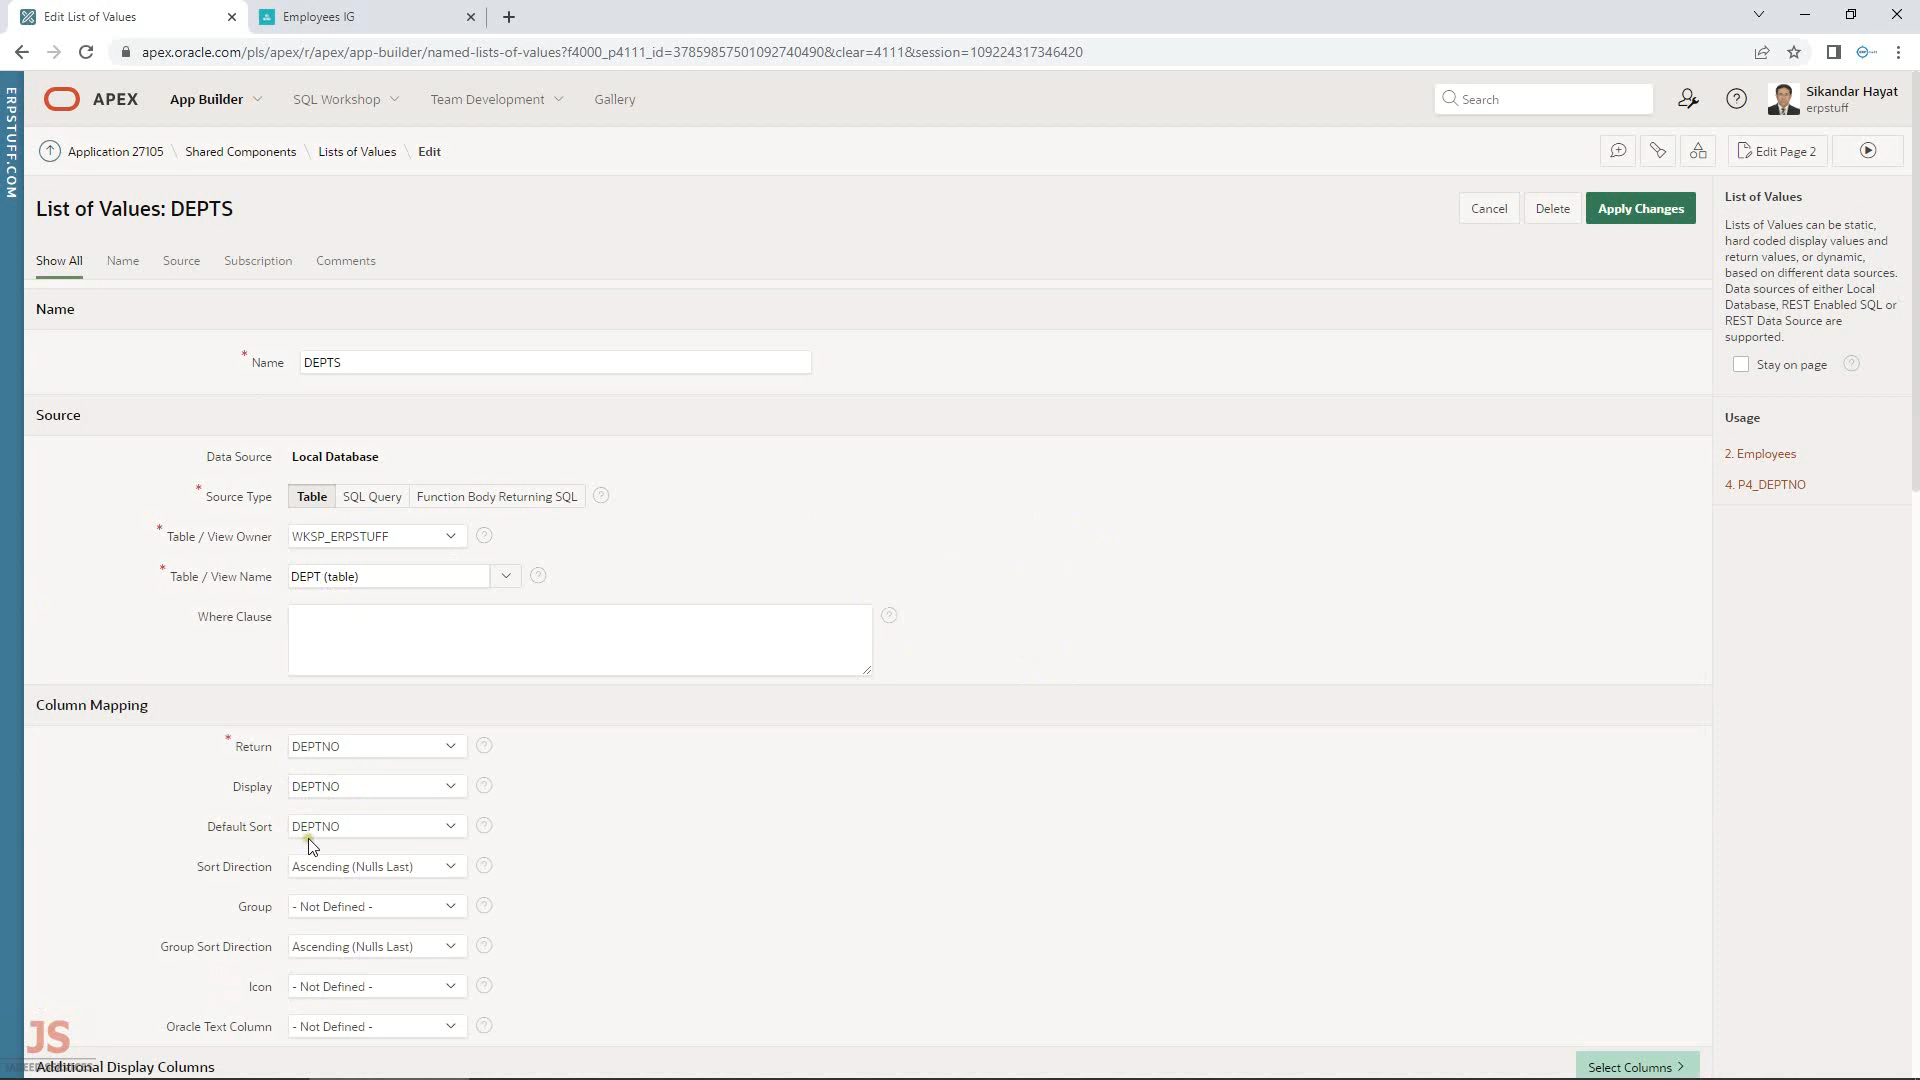 Edit List of Values
Employees IG
apex.oracle.com/pls/apex/r/apex/app-builder/named-lists-of-values?f4000_p4111_id=37859857501092740490&clear=4111&session=109224317346420
ERPSTUFF.COM
APEX
App Builder
SQL Workshop
Team Development
Gallery
Search
Sikandar Hayat
erpstuff
Application 27105
Shared Components
Lists of Values
Edit
Edit Page 2
List of Values: DEPTS
Cancel
Delete
Apply Changes
Show All
Name
Source
Subscription
Comments
Name
* Name
DEPTS
Source
Data Source
Local Database
* Source Type
Table
SQL Query
Function Body Returning SQL
* Table / View Owner
WKSP_ERPSTUFF
* Table / View Name
DEPT (table)
Where Clause
Column Mapping
* Return
DEPTNO
Display
DEPTNO
Default Sort
DEPTNO
Sort Direction
Ascending (Nulls Last)
Group
- Not Defined -
Group Sort Direction
Ascending (Nulls Last)
Icon
- Not Defined -
Oracle Text Column
- Not Defined -
Additional Display Columns
Select Columns
List of Values
Lists of Values can be static,
hard coded display values and
return values, or dynamic,
based on different data sources.
Data sources of either Local
Database, REST Enabled SQL or
REST Data Source are
supported.
Stay on page
Usage
2. Employees
4. P4_DEPTNO
JS